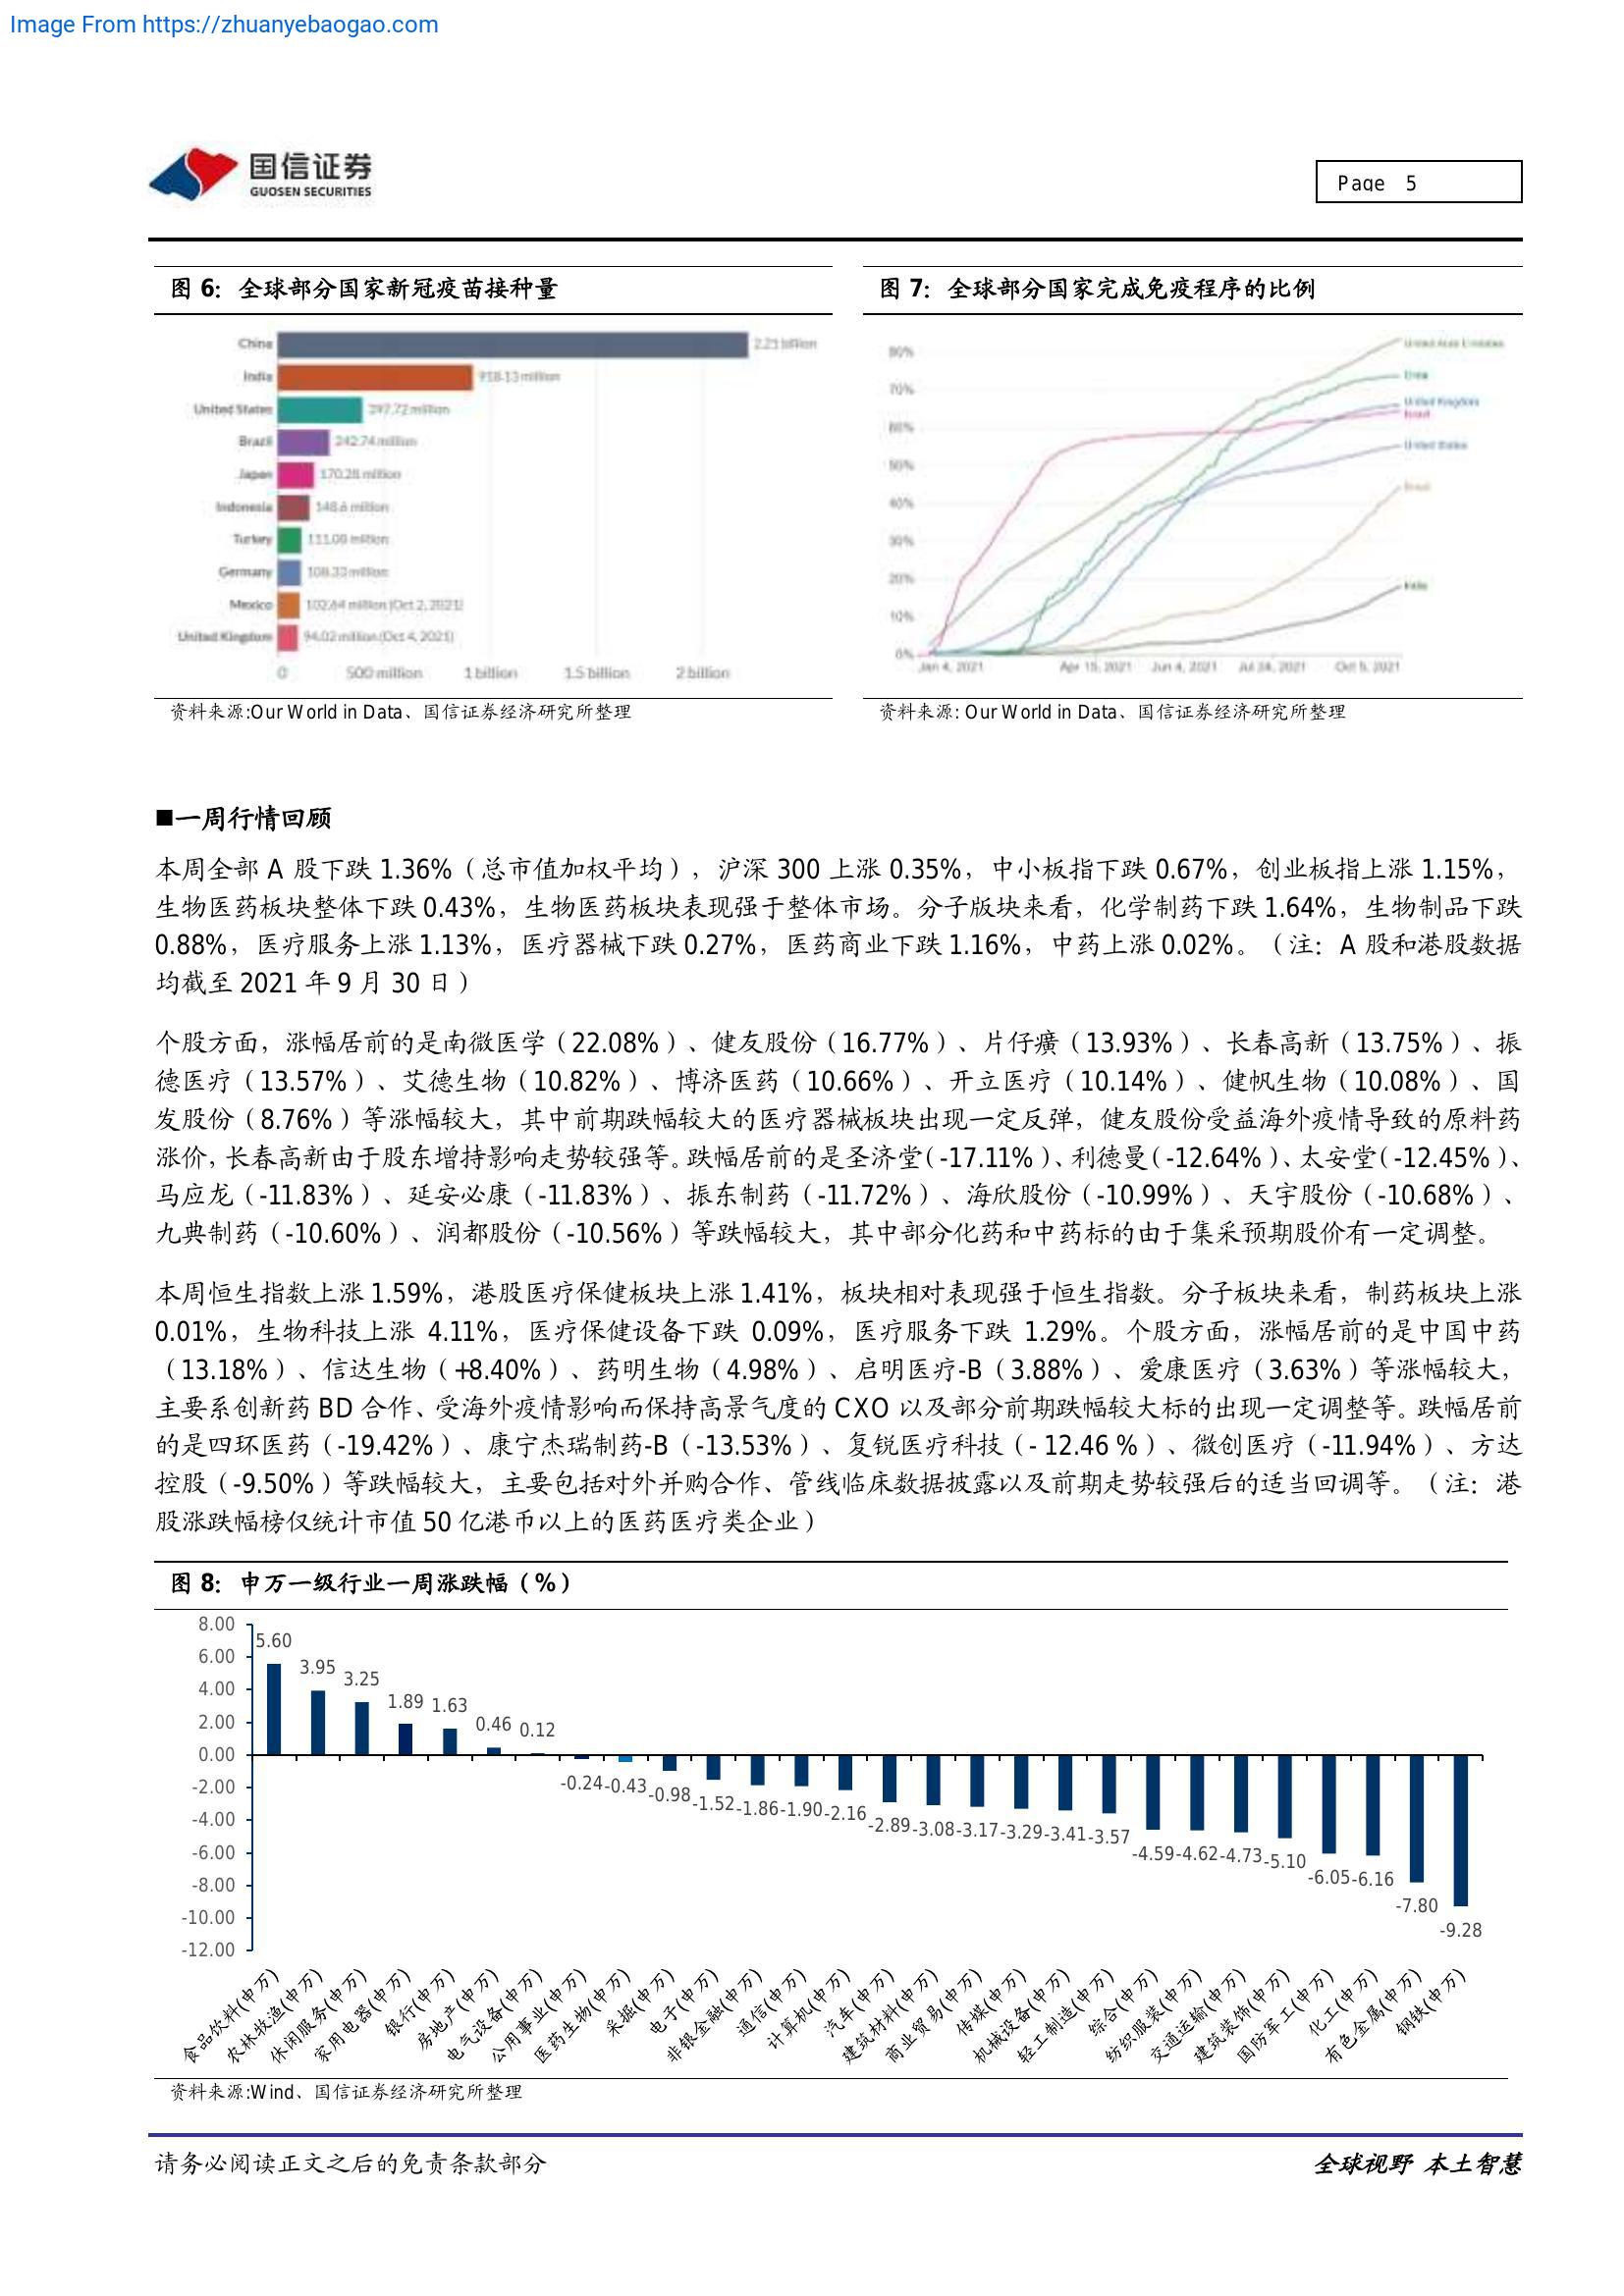 Image From https://zhuanyebaogao.com
国信证券
GUOSEN SECURITIES
Page 5
图 6：全球部分国家新冠疫苗接种量
China
2.21 billion
India
918.13 million
United States
397.72 million
Brazil
242.74 million
Japan
170.28 million
Indonesia
148.6 million
Turkey
111.08 million
Germany
108.33 million
Mexico
102.64 million (Oct 2, 2021)
United Kingdom
94.02 million (Oct 4, 2021)
0 500 million 1 billion 1.5 billion 2 billion
资料来源:Our World in Data、国信证券经济研究所整理
图 7：全球部分国家完成免疫程序的比例
80%
70%
60%
50%
40%
30%
20%
10%
0%
United Arab Emirates
United Kingdom
Israel
United States
Brazil
India
Jan 4, 2021 Apr 15, 2021 Jun 4, 2021 Jul 24, 2021 Oct 5, 2021
资料来源: Our World in Data、国信证券经济研究所整理
■一周行情回顾
本周全部 A 股下跌 1.36%（总市值加权平均），沪深 300 上涨 0.35%，中小板指下跌 0.67%，创业板指上涨 1.15%，
生物医药板块整体下跌 0.43%，生物医药板块表现强于整体市场。分子版块来看，化学制药下跌 1.64%，生物制品下跌
0.88%，医疗服务上涨 1.13%，医疗器械下跌 0.27%，医药商业下跌 1.16%，中药上涨 0.02%。（注：A 股和港股数据
均截至 2021 年 9 月 30 日）
个股方面，涨幅居前的是南微医学（22.08%）、健友股份（16.77%）、片仔癀（13.93%）、长春高新（13.75%）、振
德医疗（13.57%）、艾德生物（10.82%）、博济医药（10.66%）、开立医疗（10.14%）、健帆生物（10.08%）、国
发股份（8.76%）等涨幅较大，其中前期跌幅较大的医疗器械板块出现一定反弹，健友股份受益海外疫情导致的原料药
涨价，长春高新由于股东增持影响走势较强等。跌幅居前的是圣济堂（-17.11%）、利德曼（-12.64%）、太安堂（-12.45%）、
马应龙（-11.83%）、延安必康（-11.83%）、振东制药（-11.72%）、海欣股份（-10.99%）、天宇股份（-10.68%）、
九典制药（-10.60%）、润都股份（-10.56%）等跌幅较大，其中部分化药和中药标的由于集采预期股价有一定调整。
本周恒生指数上涨 1.59%，港股医疗保健板块上涨 1.41%，板块相对表现强于恒生指数。分子板块来看，制药板块上涨
0.01%，生物科技上涨 4.11%，医疗保健设备下跌 0.09%，医疗服务下跌 1.29%。个股方面，涨幅居前的是中国中药
（13.18%）、信达生物（+8.40%）、药明生物（4.98%）、启明医疗-B（3.88%）、爱康医疗（3.63%）等涨幅较大，
主要系创新药 BD 合作、受海外疫情影响而保持高景气度的 CXO 以及部分前期跌幅较大标的出现一定调整等。跌幅居前
的是四环医药（-19.42%）、康宁杰瑞制药-B（-13.53%）、复锐医疗科技（- 12.46 %）、微创医疗（-11.94%）、方达
控股（-9.50%）等跌幅较大，主要包括对外并购合作、管线临床数据披露以及前期走势较强后的适当回调等。（注：港
股涨跌幅榜仅统计市值 50 亿港币以上的医药医疗类企业）
图 8：申万一级行业一周涨跌幅（%）
8.00
6.00
4.00
2.00
0.00
-2.00
-4.00
-6.00
-8.00
-10.00
-12.00
5.60 3.95 3.25 1.89 1.63 0.46 0.12 -0.24 -0.43 -0.98 -1.52 -1.86 -1.90 -2.16 -2.89 -3.08 -3.17 -3.29 -3.41 -3.57 -4.59 -4.62 -4.73 -5.10 -6.05 -6.16 -7.80 -9.28
食品饮料(申万)
农林牧渔(申万)
休闲服务(申万)
家用电器(申万)
银行(申万)
房地产(申万)
电气设备(申万)
公用事业(申万)
医药生物(申万)
采掘(申万)
电子(申万)
非银金融(申万)
通信(申万)
计算机(申万)
汽车(申万)
建筑材料(申万)
商业贸易(申万)
传媒(申万)
机械设备(申万)
轻工制造(申万)
综合(申万)
纺织服装(申万)
交通运输(申万)
建筑装饰(申万)
国防军工(申万)
化工(申万)
有色金属(申万)
钢铁(申万)
资料来源:Wind、国信证券经济研究所整理
请务必阅读正文之后的免责条款部分
全球视野 本土智慧